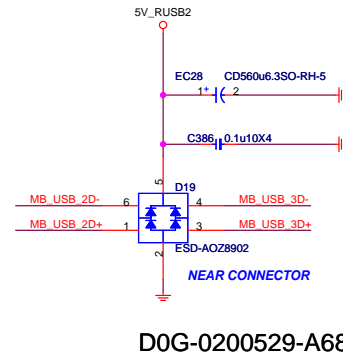 5V_RUSB2
EC28 CD560u6.3SO-RH-5
1 + 2
C386 0.1u10X4
5
D19
MB_USB_2D- 6 4 MB_USB_3D-
MB_USB_2D+ 1 3 MB_USB_3D+
2
ESD-AOZ8902
NEAR CONNECTOR
D0G-0200529-A68